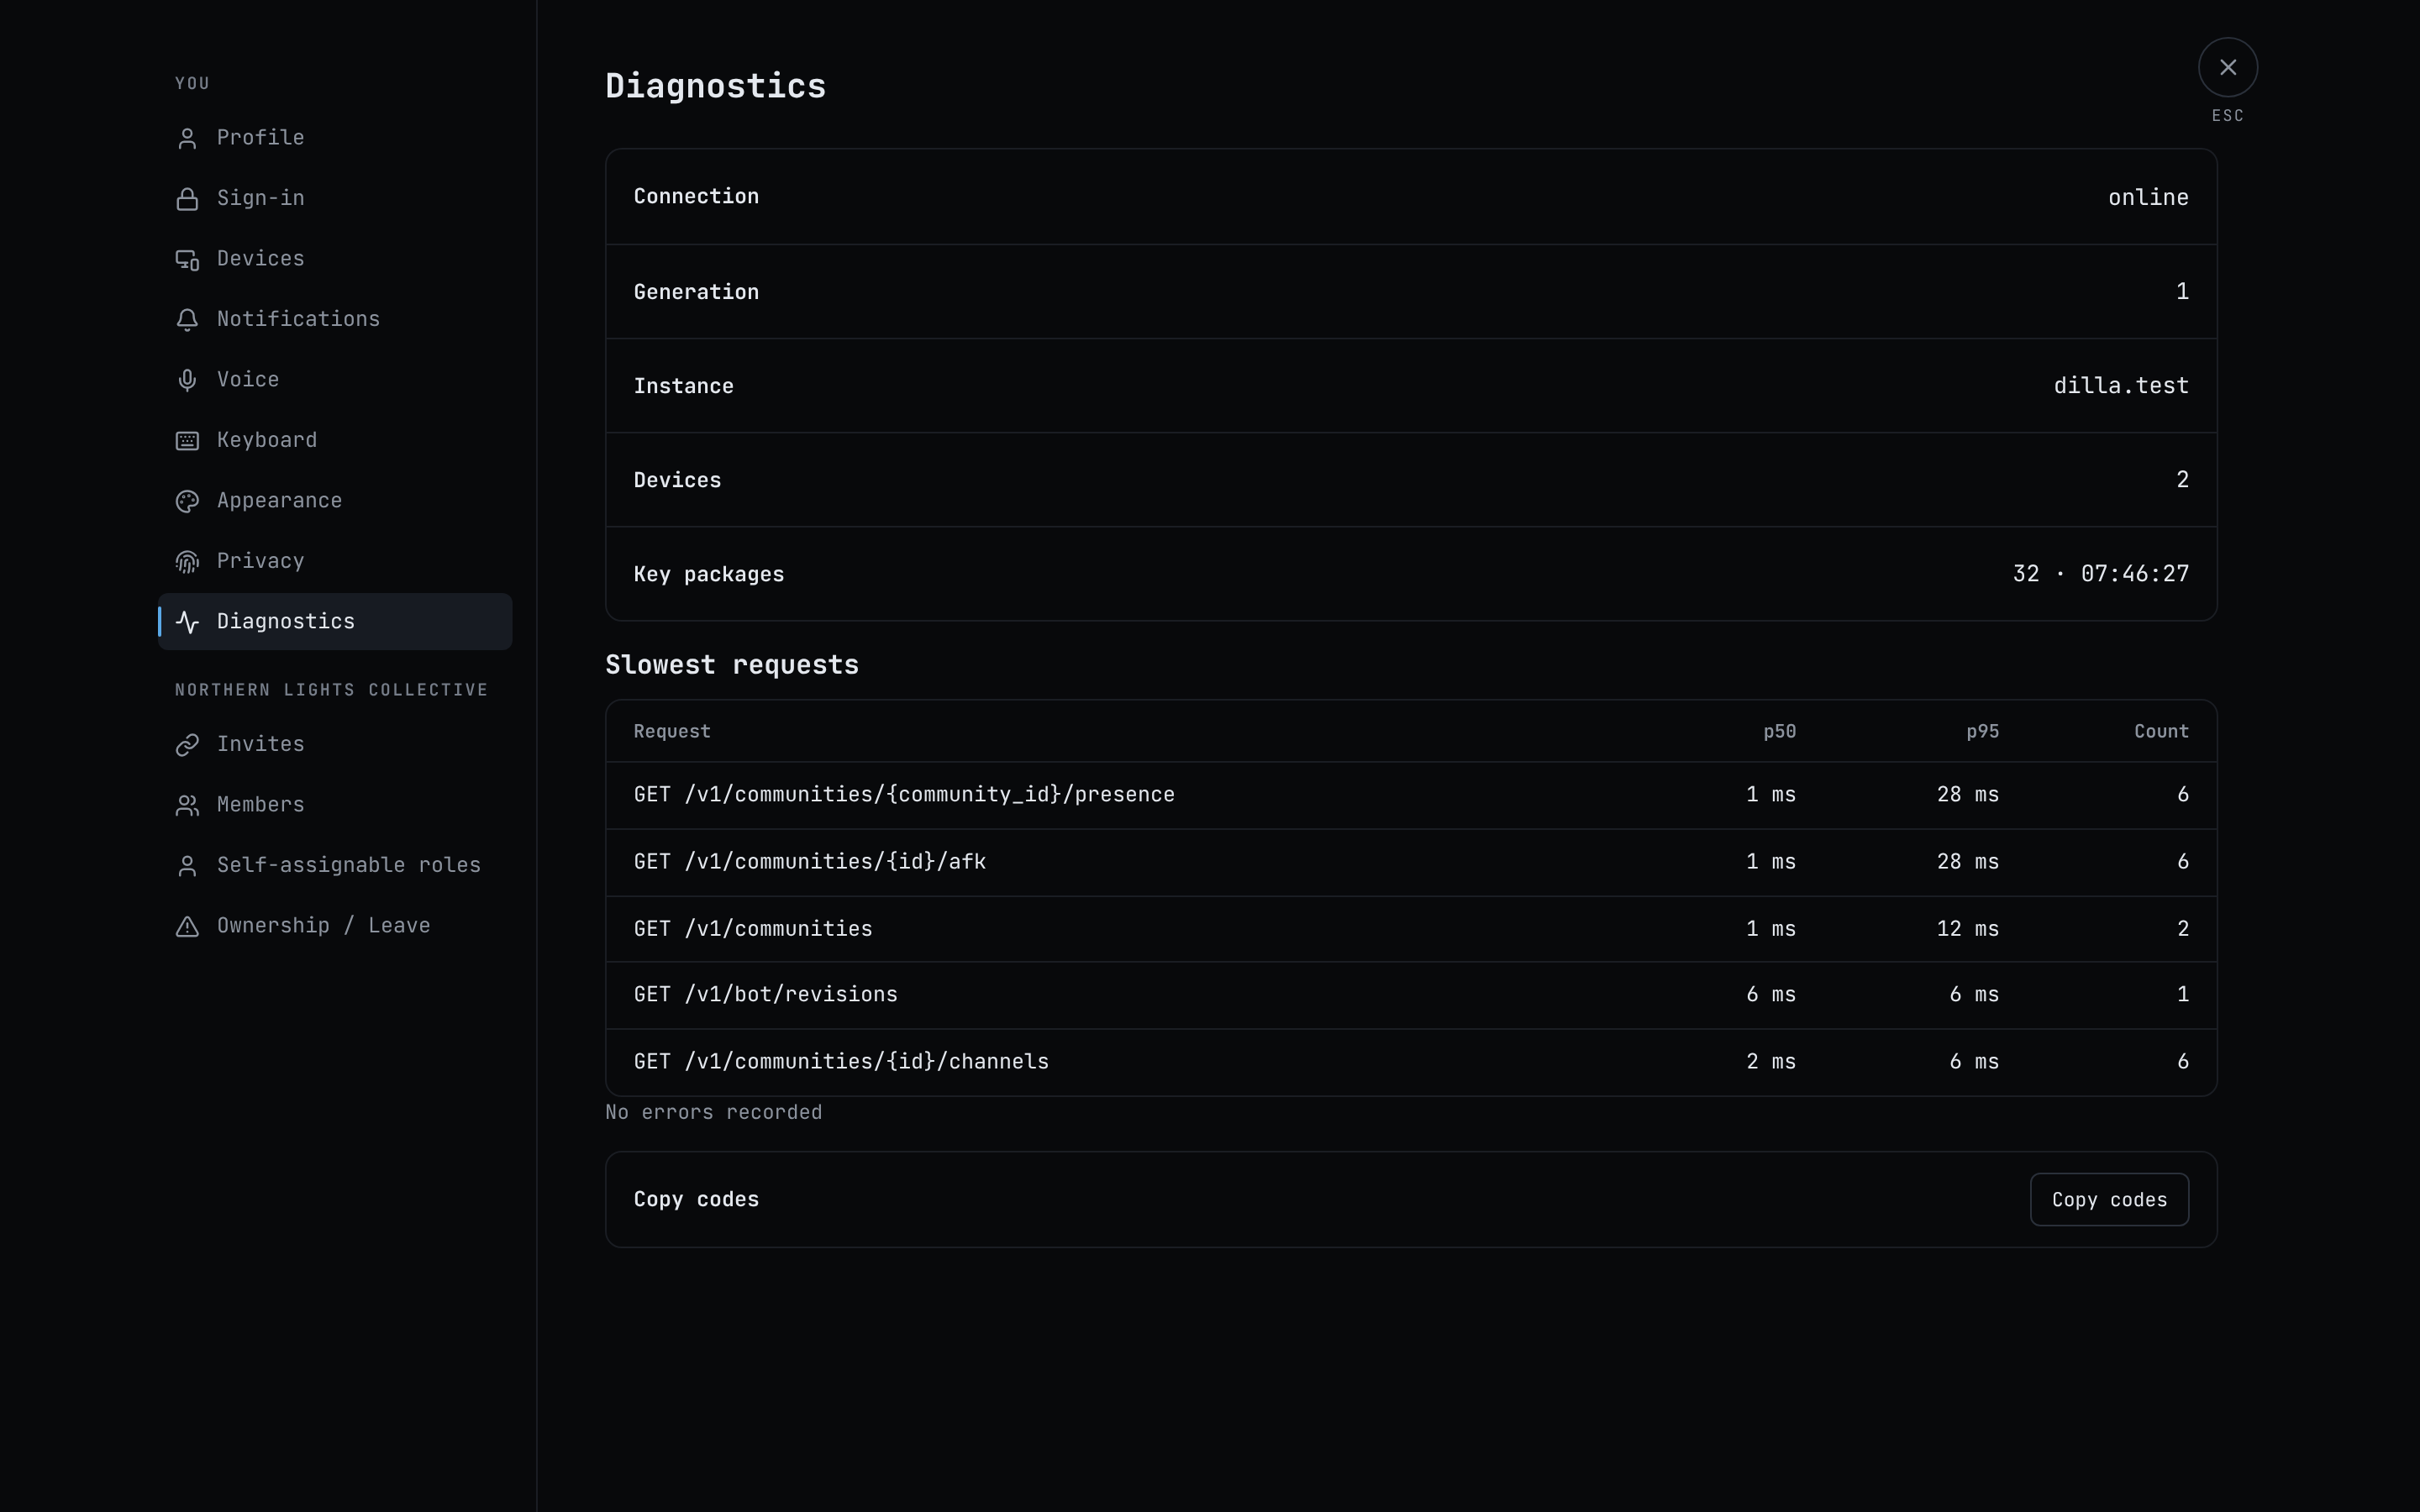 YOU
Profile
Sign-in
Devices
Notifications
Voice
Keyboard
Appearance
Privacy
Diagnostics
NORTHERN LIGHTS COLLECTIVE
Invites
Members
Self-assignable roles
Ownership / Leave
Diagnostics
ESC
Connection online
Generation 1
Instance dilla.test
Devices 2
Key packages 32 · 07:46:27
Slowest requests
Request p50 p95 Count
GET /v1/communities/{community_id}/presence 1 ms 28 ms 6
GET /v1/communities/{id}/afk 1 ms 28 ms 6
GET /v1/communities 1 ms 12 ms 2
GET /v1/bot/revisions 6 ms 6 ms 1
GET /v1/communities/{id}/channels 2 ms 6 ms 6
No errors recorded
Copy codes Copy codes